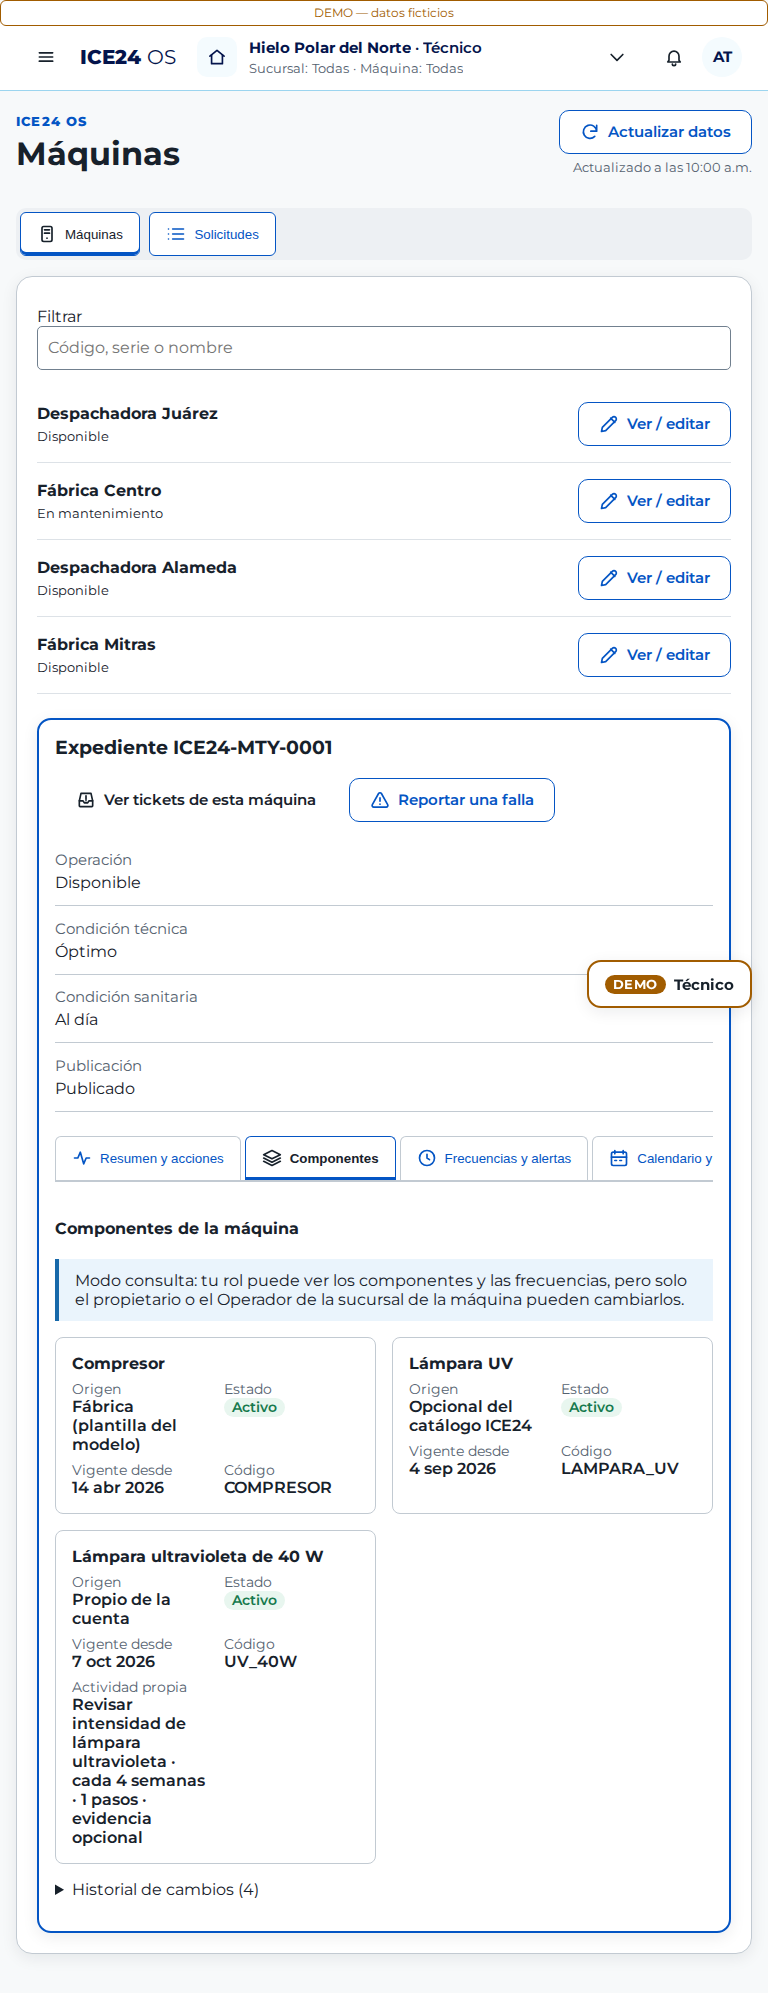 DEMO — datos ficticios
ICE24 OS
Hielo Polar del Norte · Técnico
Sucursal: Todas · Máquina: Todas
AT
ICE24 OS
Máquinas
Actualizar datos
Actualizado a las 10:00 a.m.
Máquinas
Solicitudes
Filtrar
Código, serie o nombre
Despachadora Juárez
Disponible
Ver / editar
Fábrica Centro
En mantenimiento
Ver / editar
Despachadora Alameda
Disponible
Ver / editar
Fábrica Mitras
Disponible
Ver / editar
Expediente ICE24-MTY-0001
Ver tickets de esta máquina
Reportar una falla
Operación
Disponible
Condición técnica
Óptimo
Condición sanitaria
Al día
DEMO Técnico
Publicación
Publicado
Resumen y acciones
Componentes
Frecuencias y alertas
Calendario y
Componentes de la máquina
Modo consulta: tu rol puede ver los componentes y las frecuencias, pero solo
el propietario o el Operador de la sucursal de la máquina pueden cambiarlos.
Compresor
Origen
Fábrica
(plantilla del
modelo)
Estado
Activo
Vigente desde
14 abr 2026
Código
COMPRESOR
Lámpara UV
Origen
Opcional del
catálogo ICE24
Estado
Activo
Vigente desde
4 sep 2026
Código
LAMPARA_UV
Lámpara ultravioleta de 40 W
Origen
Propio de la
cuenta
Estado
Activo
Vigente desde
7 oct 2026
Código
UV_40W
Actividad propia
Revisar
intensidad de
lámpara
ultravioleta ·
cada 4 semanas
· 1 pasos ·
evidencia
opcional
Historial de cambios (4)